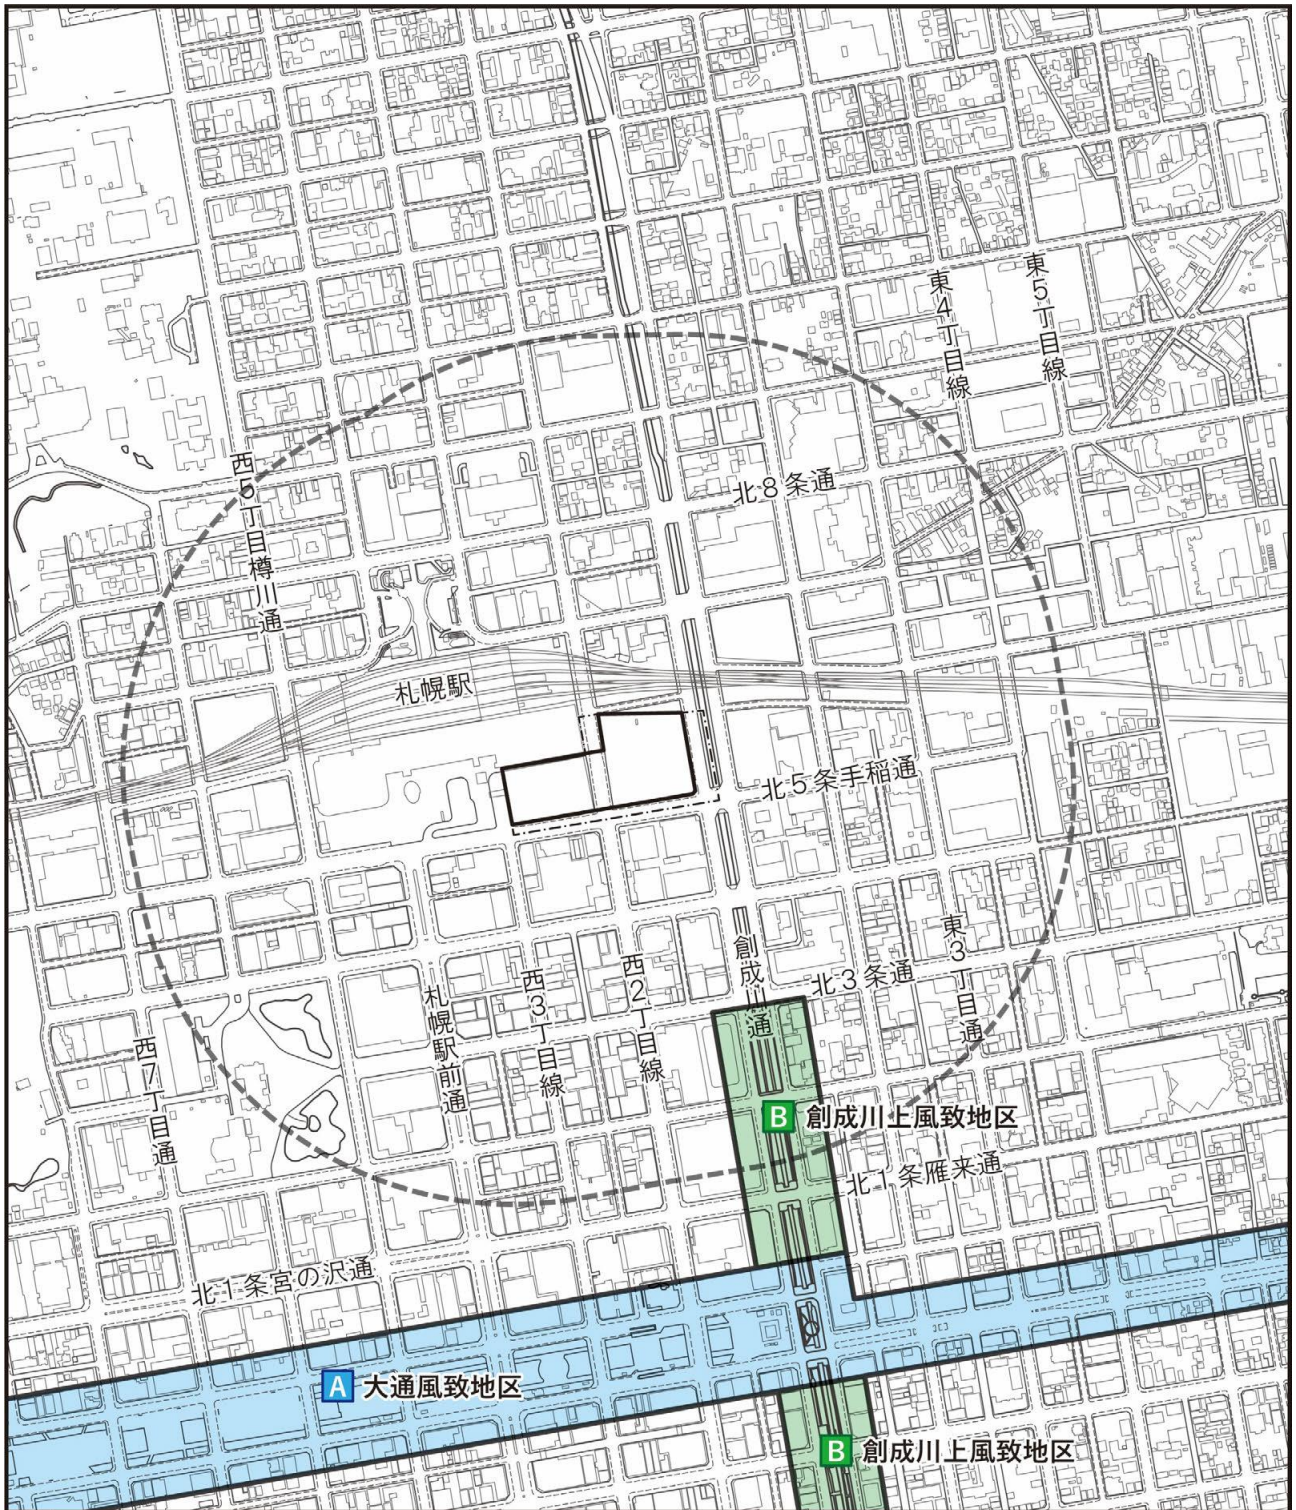 東5丁目線
東4丁目線
西5丁目樽川通
北8条通
札幌駅
北5条手稲通
東3丁目通
創成川通
北3条通
西2丁目線
西3丁目線
札幌駅前通
西7丁目通
B 創成川上風致地区
北1条雁来通
北1条宮の沢通
A 大通風致地区
B 創成川上風致地区